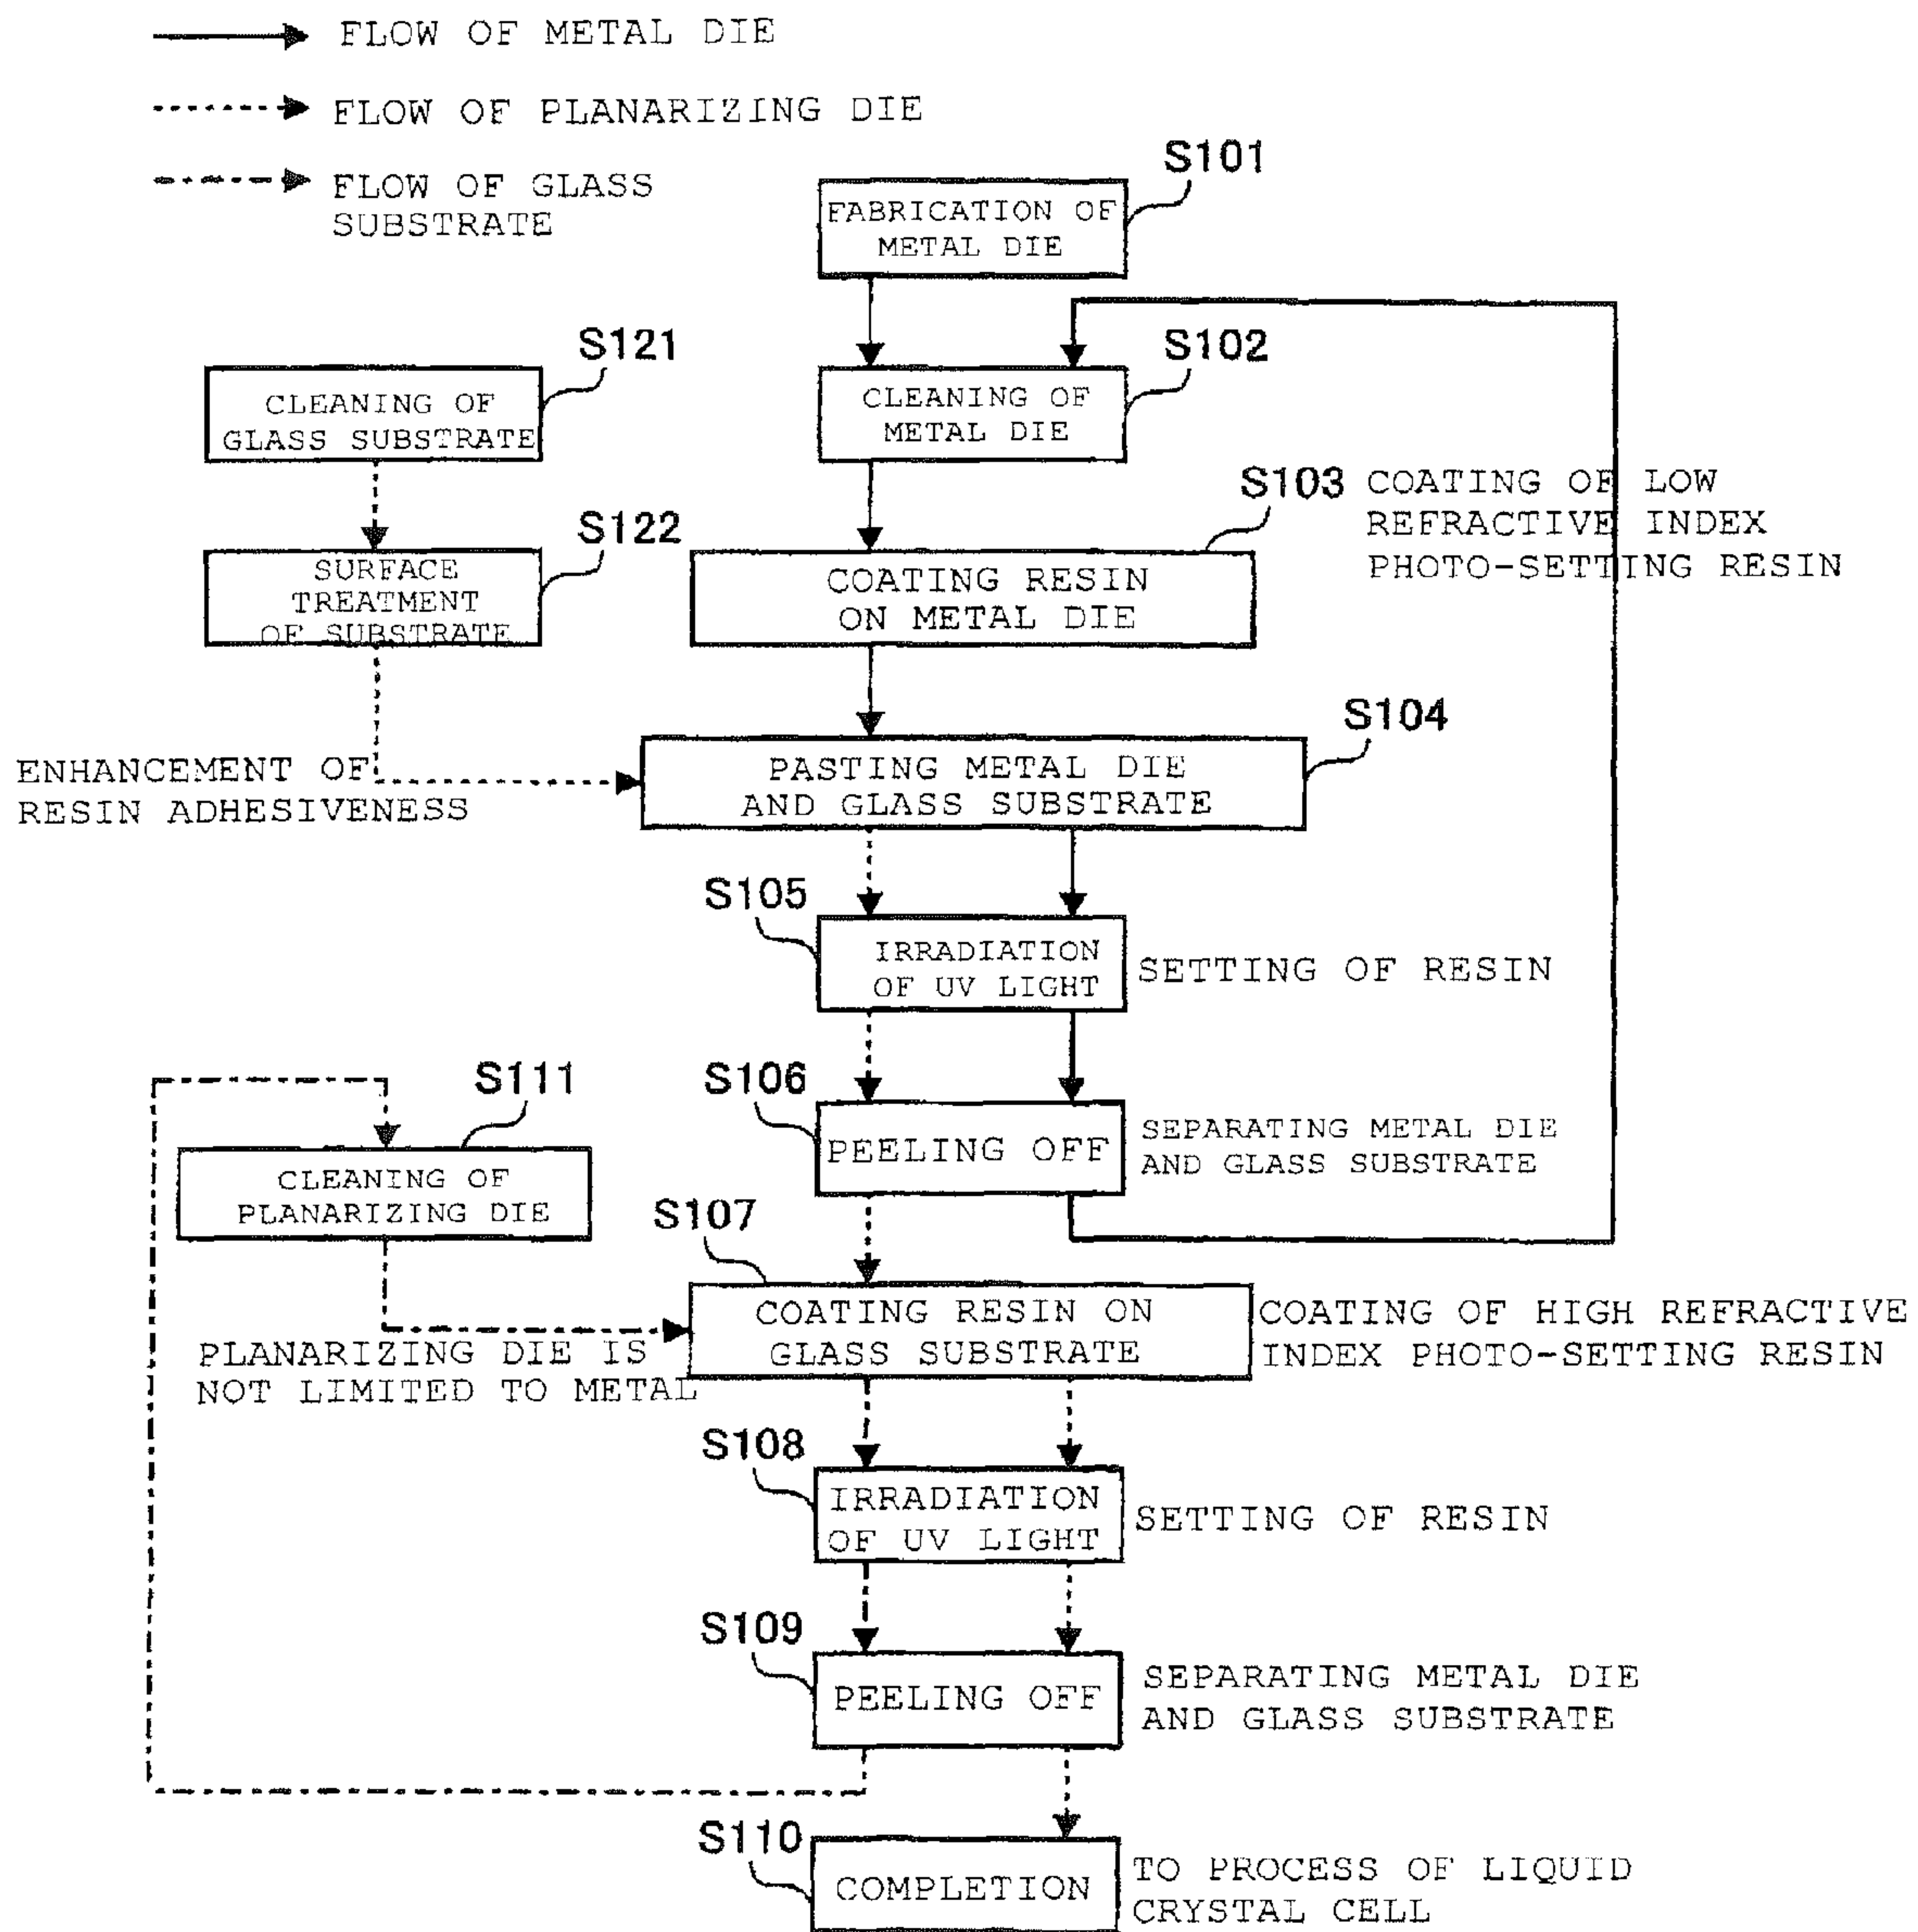 FLOW OF METAL DIE
FLOW OF PLANARIZING DIE
FLOW OF GLASS
SUBSTRATE
S101
FABRICATION OF
METAL DIE
S121
CLEANING OF
GLASS SUBSTRATE
S102
CLEANING OF
METAL DIE
S122
SURFACE
TREATMENT
OF SUBSTRATE
S103
COATING OF LOW
REFRACTIVE INDEX
PHOTO-SETTING RESIN
COATING RESIN
ON METAL DIE
ENHANCEMENT OF
RESIN ADHESIVENESS
S104
PASTING METAL DIE
AND GLASS SUBSTRATE
S105
IRRADIATION
OF UV LIGHT
SETTING OF RESIN
S106
PEELING OFF
SEPARATING METAL DIE
AND GLASS SUBSTRATE
S111
CLEANING OF
PLANARIZING DIE
S107
COATING RESIN ON
GLASS SUBSTRATE
COATING OF HIGH REFRACTIVE
INDEX PHOTO-SETTING RESIN
PLANARIZING DIE IS
NOT LIMITED TO METAL
S108
IRRADIATION
OF UV LIGHT
SETTING OF RESIN
S109
PEELING OFF
SEPARATING METAL DIE
AND GLASS SUBSTRATE
S110
COMPLETION
TO PROCESS OF LIQUID
CRYSTAL CELL